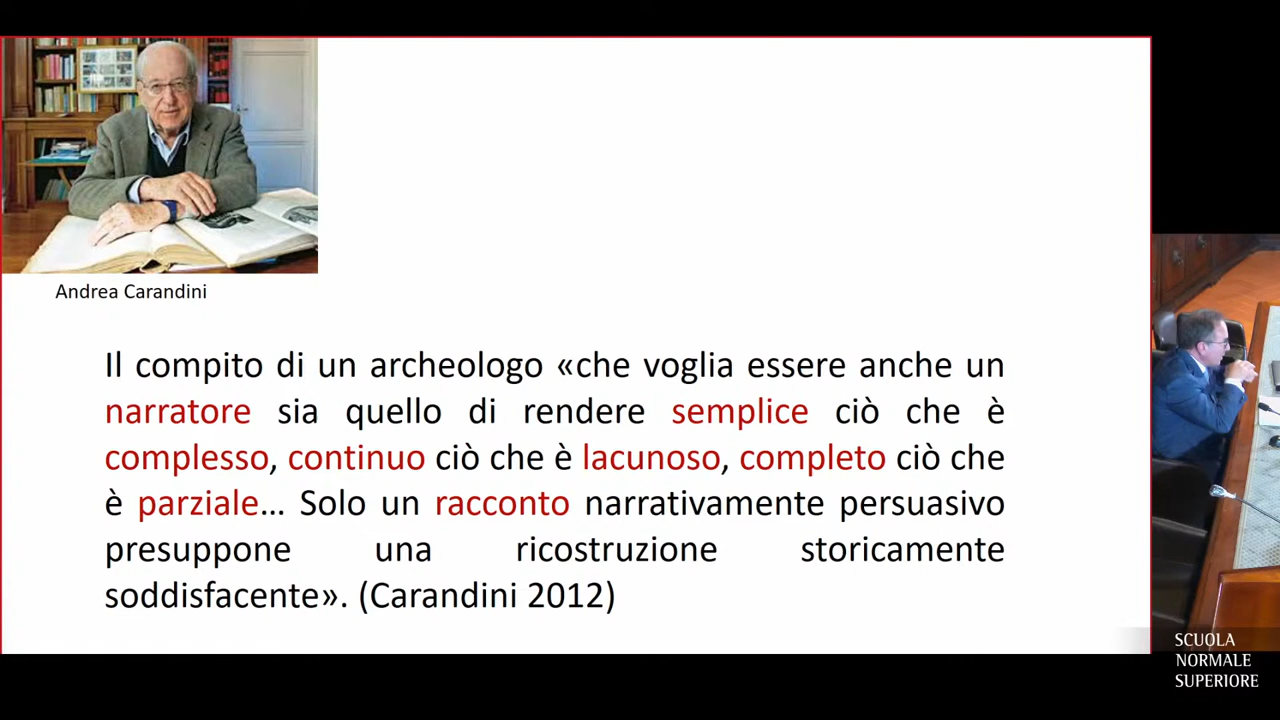 Andrea Carandini
Il compito di un archeologo «che voglia essere anche un
narratore sia quello di rendere semplice ciò che è
complesso, continuo ciò che è lacunoso, completo ciò che
è parziale… Solo un racconto narrativamente persuasivo
presuppone una ricostruzione storicamente
soddisfacente». (Carandini 2012)
SCUOLA
NORMALE
SUPERIORE